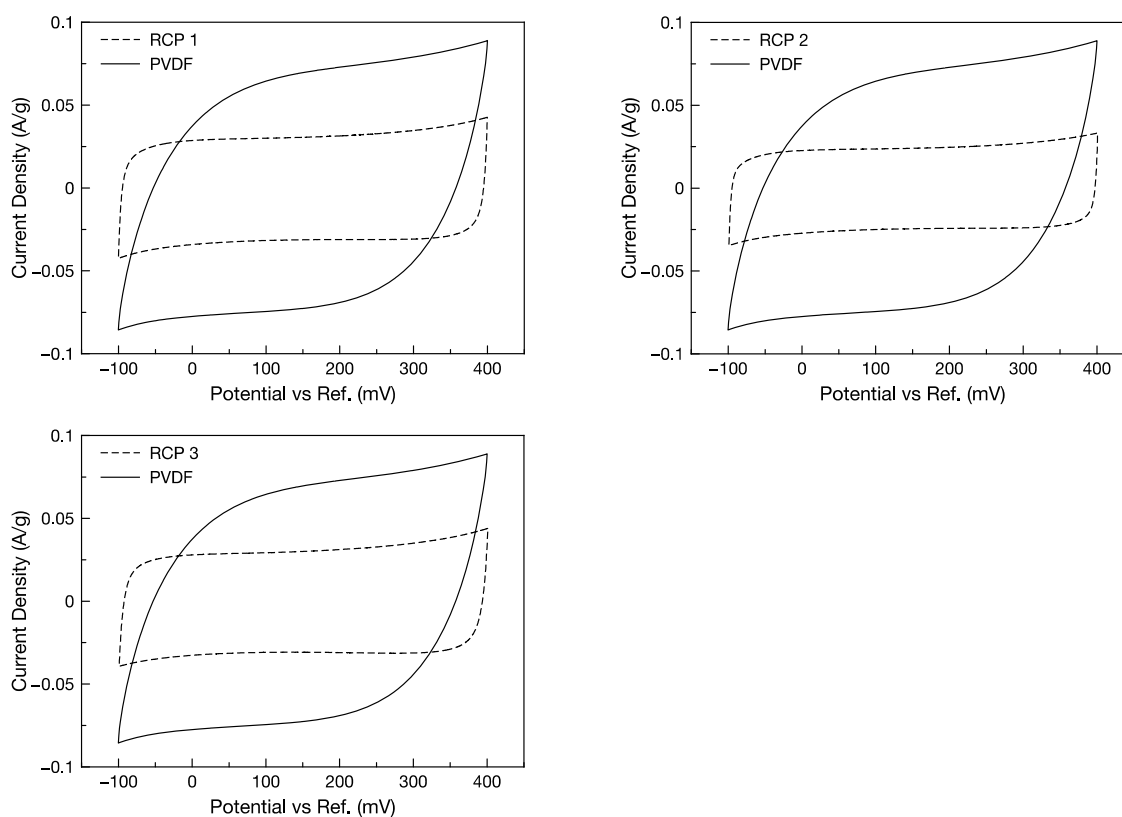 RCP 1
PVDF
Current Density (A/g)
0.1
0.05
0
−0.05
−0.1
−100 0 100 200 300 400
Potential vs Ref. (mV)
RCP 2
PVDF
Current Density (A/g)
0.1
0.05
0
−0.05
−0.1
−100 0 100 200 300 400
Potential vs Ref. (mV)
RCP 3
PVDF
Current Density (A/g)
0.1
0.05
0
−0.05
−0.1
−100 0 100 200 300 400
Potential vs Ref. (mV)